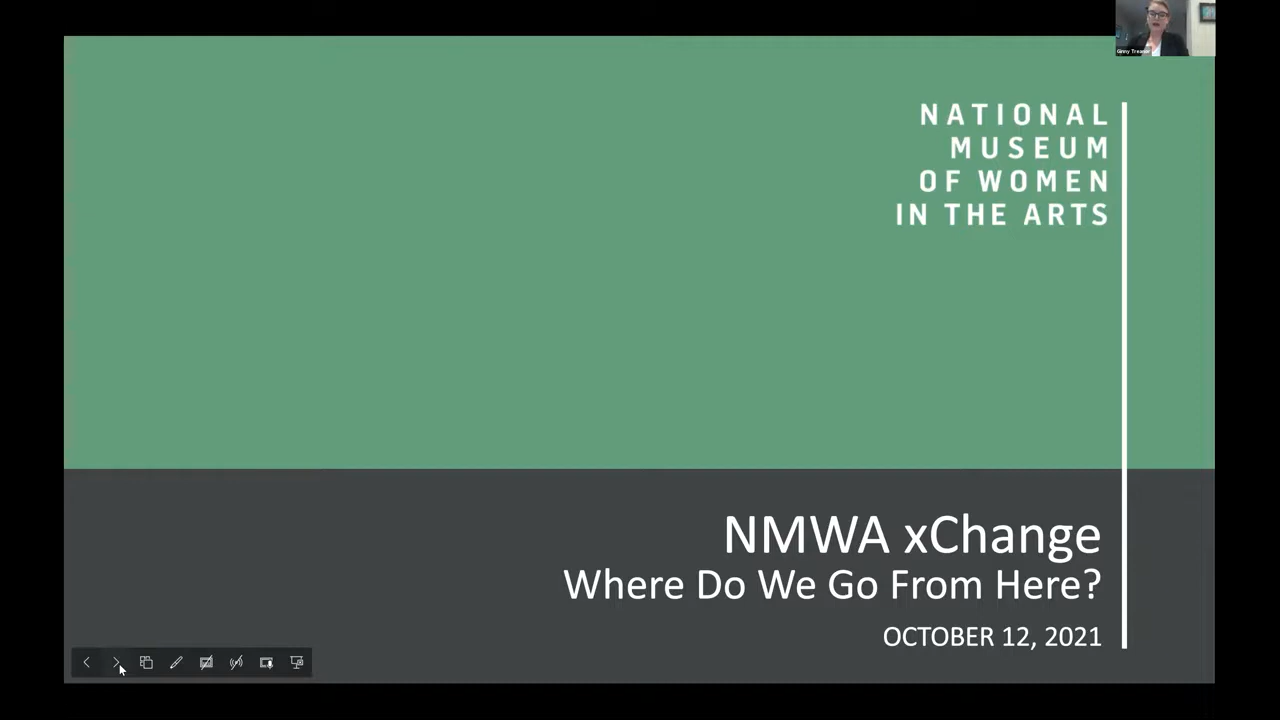 NATIONAL
MUSEUM
OF WOMEN
IN THE ARTS
NMWA xChange
Where Do We Go From Here?
OCTOBER 12, 2021